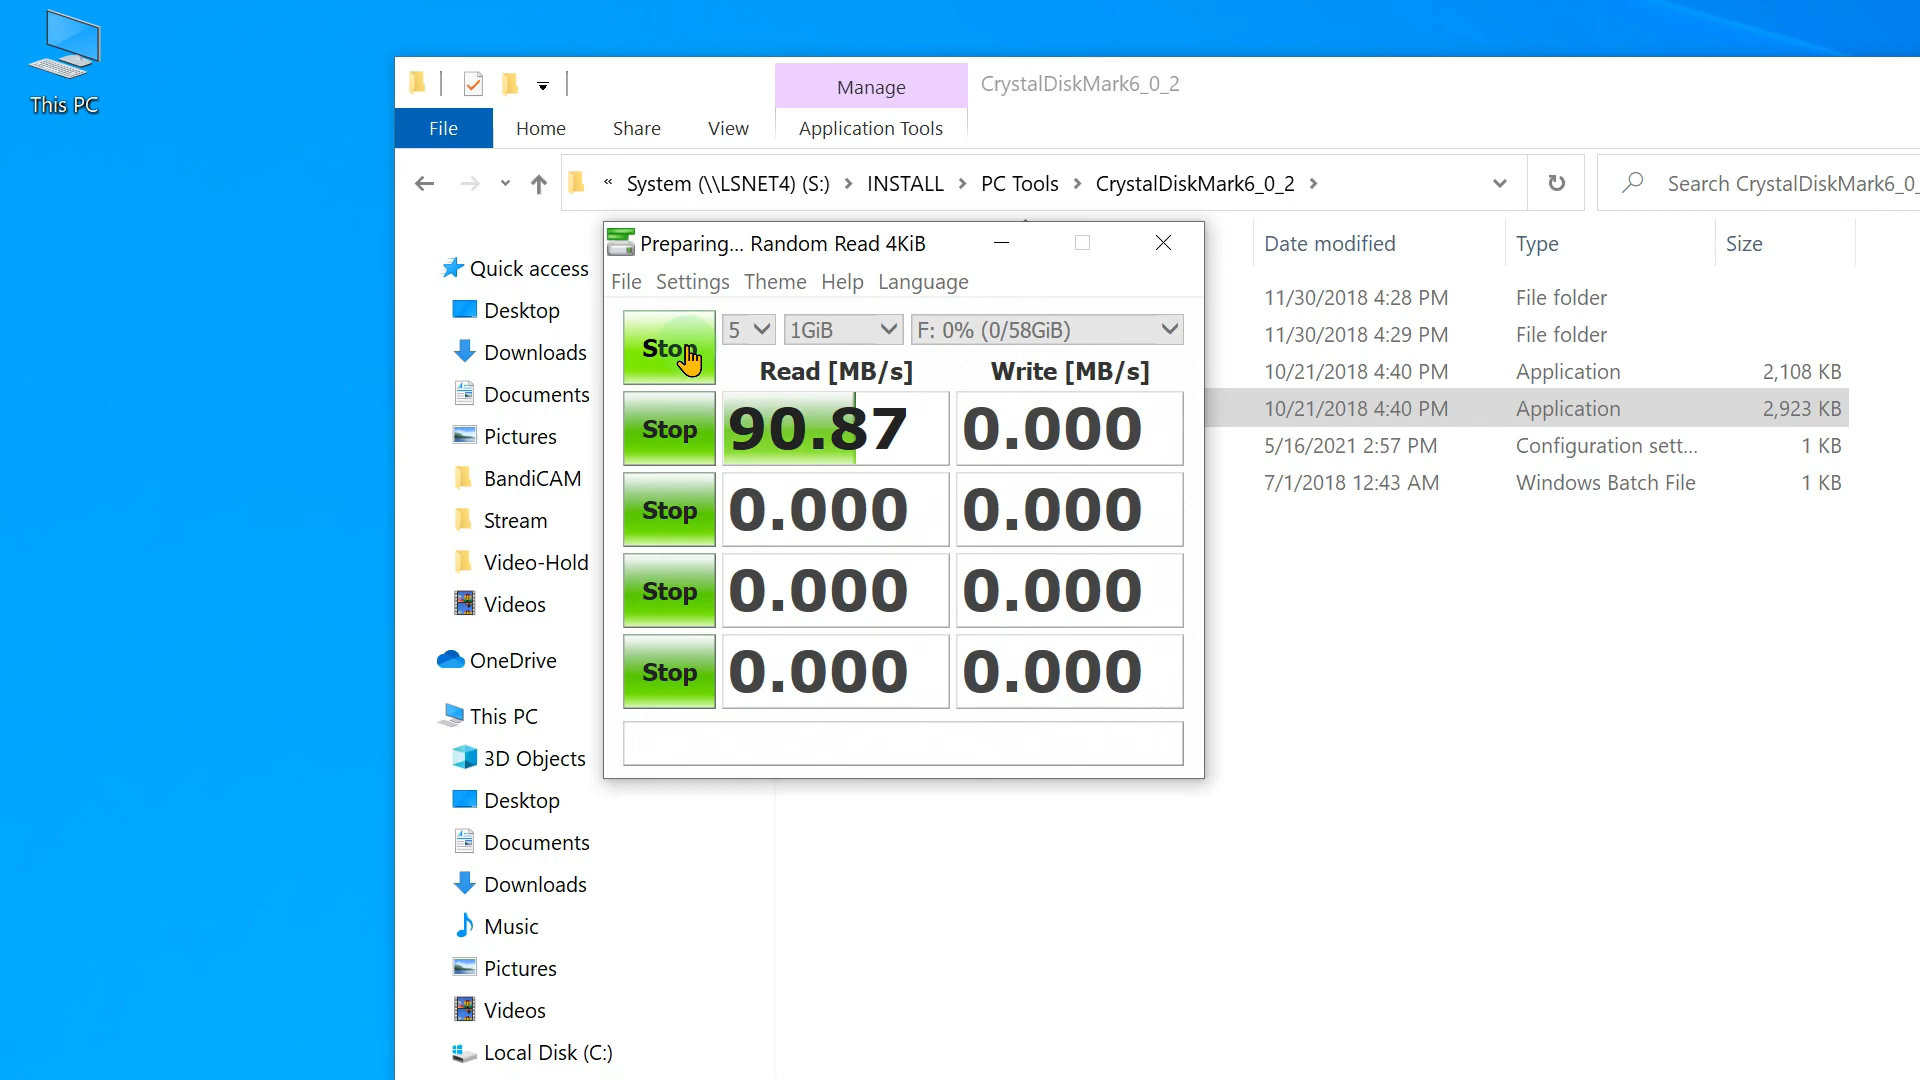 This PC
Manage
CrystalDiskMark6_0_2
File
Home
Share
View
Application Tools
« System (\\LSNET4) (S:) > INSTALL > PC Tools > CrystalDiskMark6_0_2 >
Search CrystalDiskMark6_0_
Date modified
Type
Size
11/30/2018 4:28 PM File folder
11/30/2018 4:29 PM File folder
10/21/2018 4:40 PM Application 2,108 KB
10/21/2018 4:40 PM Application 2,923 KB
5/16/2021 2:57 PM Configuration sett... 1 KB
7/1/2018 12:43 AM Windows Batch File 1 KB
Quick access
Desktop
Downloads
Documents
Pictures
BandiCAM
Stream
Video-Hold
Videos
OneDrive
This PC
3D Objects
Desktop
Documents
Downloads
Music
Pictures
Videos
Local Disk (C:)
Preparing... Random Read 4KiB
File Settings Theme Help Language
Stop
5
1GiB
F: 0% (0/58GiB)
Read [MB/s]
Write [MB/s]
Stop 90.87 0.000
Stop 0.000 0.000
Stop 0.000 0.000
Stop 0.000 0.000